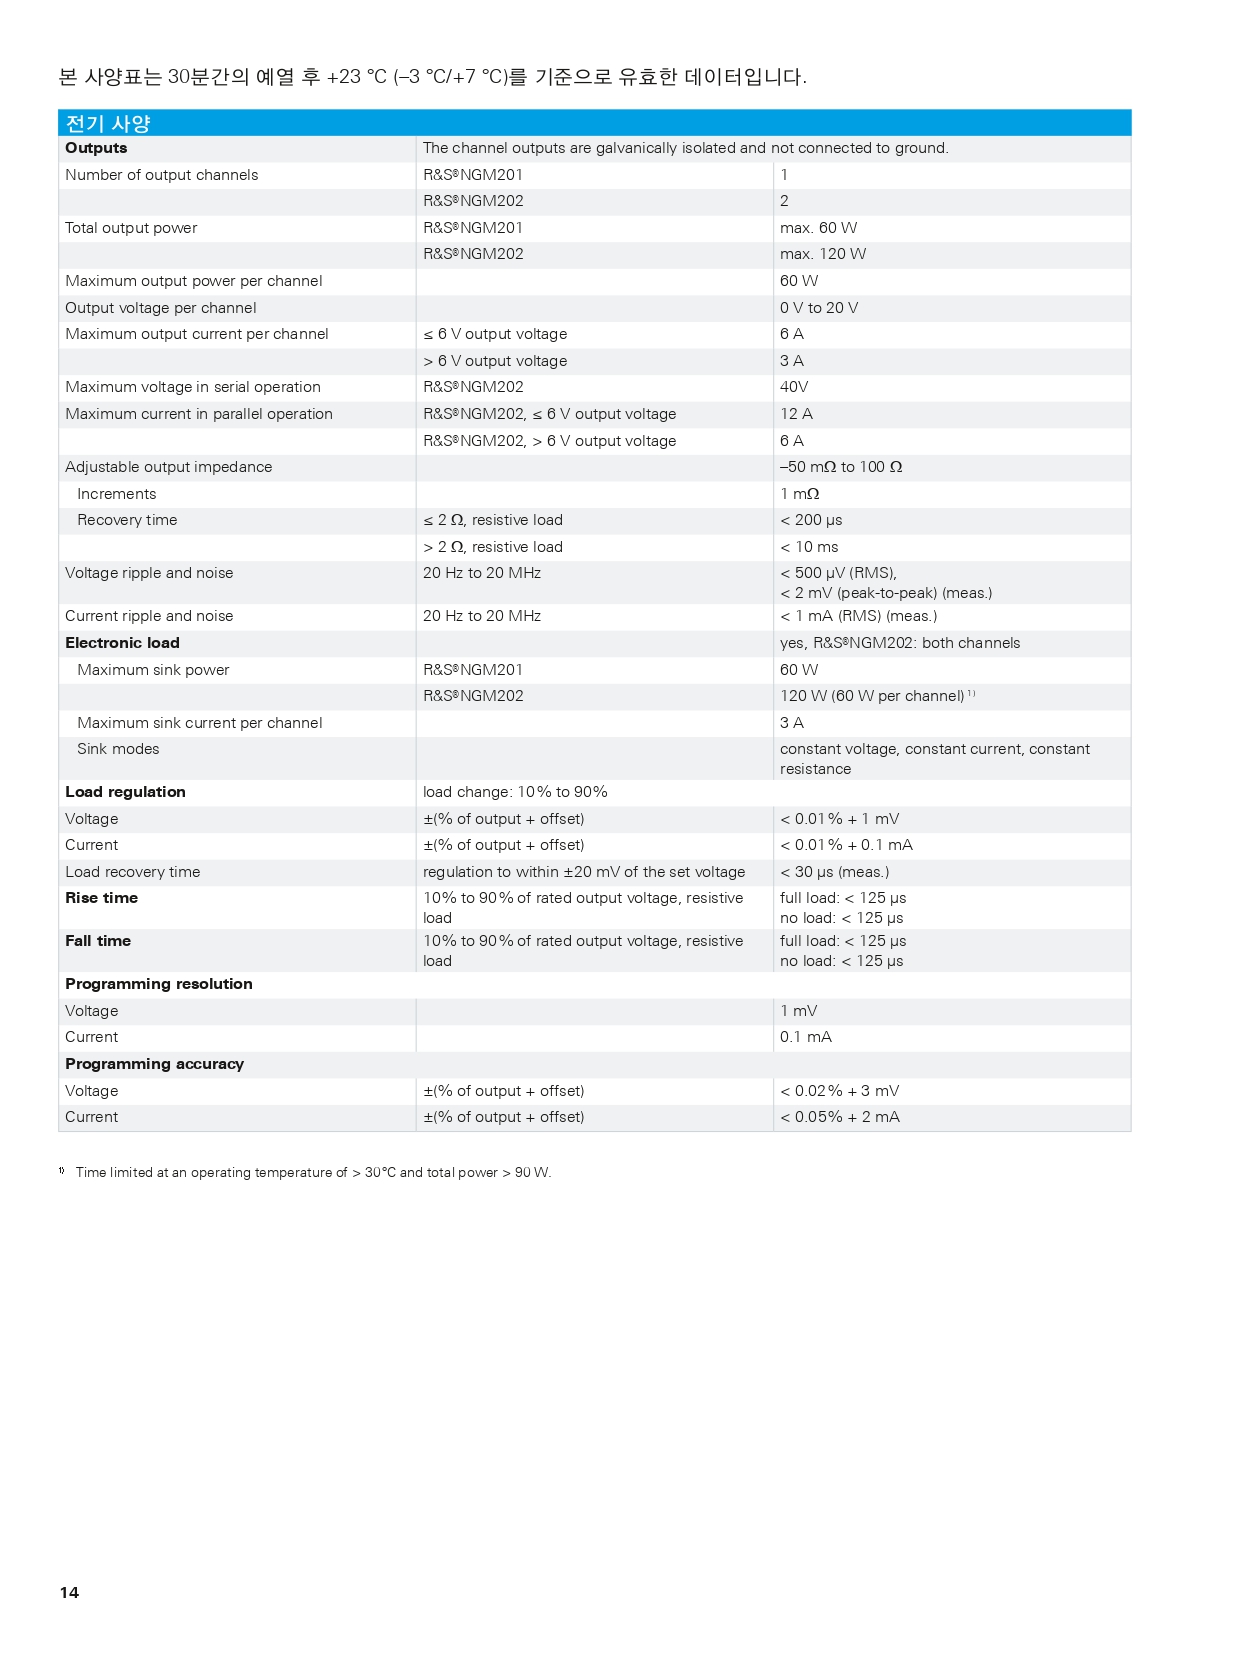 본 사양표는 30분간의 예열 후 +23 °C (–3 °C/+7 °C)를 기준으로 유효한 데이터입니다.
전기 사양
Outputs The channel outputs are galvanically isolated and not connected to ground.
Number of output channels R&S®NGM201 1
R&S®NGM202 2
Total output power R&S®NGM201 max. 60 W
R&S®NGM202 max. 120 W
Maximum output power per channel 60 W
Output voltage per channel 0 V to 20 V
Maximum output current per channel ≤ 6 V output voltage 6 A
> 6 V output voltage 3 A
Maximum voltage in serial operation R&S®NGM202 40V
Maximum current in parallel operation R&S®NGM202, ≤ 6 V output voltage 12 A
R&S®NGM202, > 6 V output voltage 6 A
Adjustable output impedance –50 mΩ to 100 Ω
Increments 1 mΩ
Recovery time ≤ 2 Ω, resistive load < 200 µs
> 2 Ω, resistive load < 10 ms
Voltage ripple and noise 20 Hz to 20 MHz < 500 µV (RMS),
< 2 mV (peak-to-peak) (meas.)
Current ripple and noise 20 Hz to 20 MHz < 1 mA (RMS) (meas.)
Electronic load yes, R&S®NGM202: both channels
Maximum sink power R&S®NGM201 60 W
R&S®NGM202 120 W (60 W per channel) 1)
Maximum sink current per channel 3 A
Sink modes constant voltage, constant current, constant
resistance
Load regulation load change: 10% to 90%
Voltage ±(% of output + offset) < 0.01% + 1 mV
Current ±(% of output + offset) < 0.01% + 0.1 mA
Load recovery time regulation to within ±20 mV of the set voltage < 30 µs (meas.)
Rise time 10% to 90% of rated output voltage, resistive full load: < 125 µs
load no load: < 125 µs
Fall time 10% to 90% of rated output voltage, resistive full load: < 125 µs
load no load: < 125 µs
Programming resolution
Voltage 1 mV
Current 0.1 mA
Programming accuracy
Voltage ±(% of output + offset) < 0.02% + 3 mV
Current ±(% of output + offset) < 0.05% + 2 mA
1) Time limited at an operating temperature of > 30°C and total power > 90 W.
14